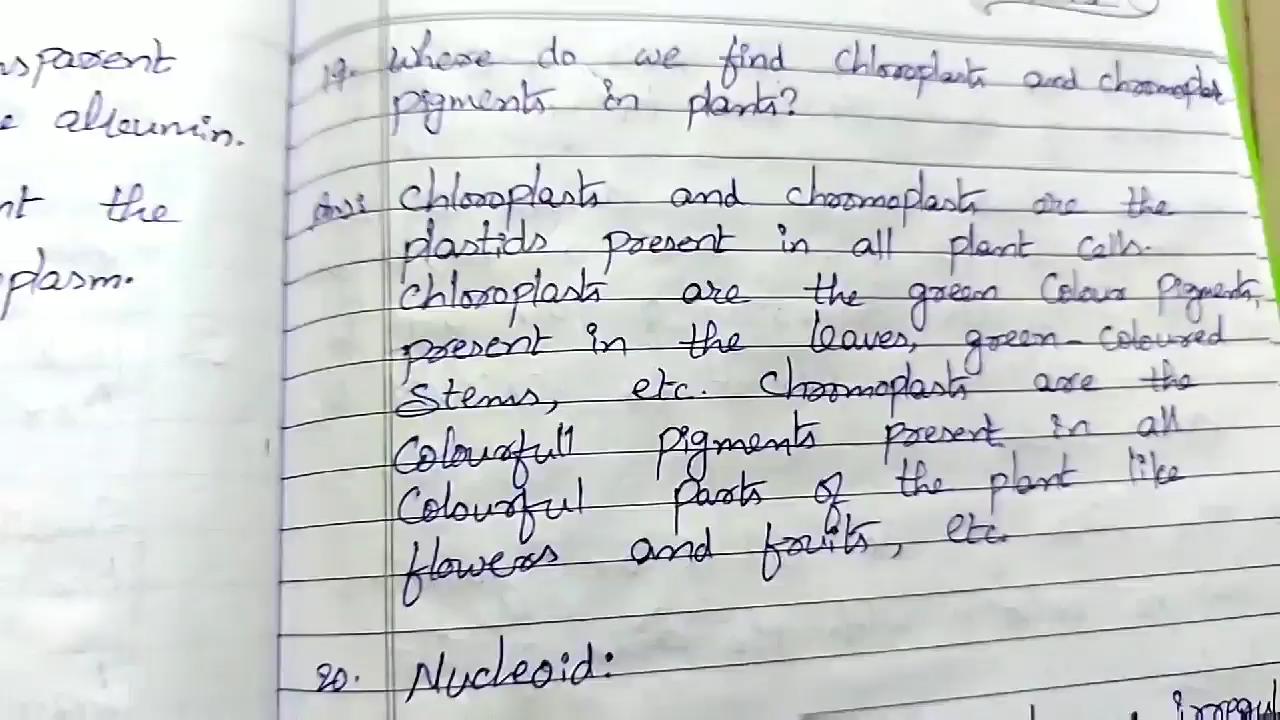 sparent
alleumin.
nt the
plasm.
19. Where do we find Chloroplasts and chromoplast
pigments in plants?
Ans: Chloroplasts and chromoplasts are the
plastids present in all plant cells.
Chloroplasts are the green Colour Pigments,
present in the leaves, green-coloured
Stems, etc. Chromoplasts are the
Colourfull pigments present in all
Colourful parts of the plant like
flowers and fruits, etc.
20. Nucleoid: